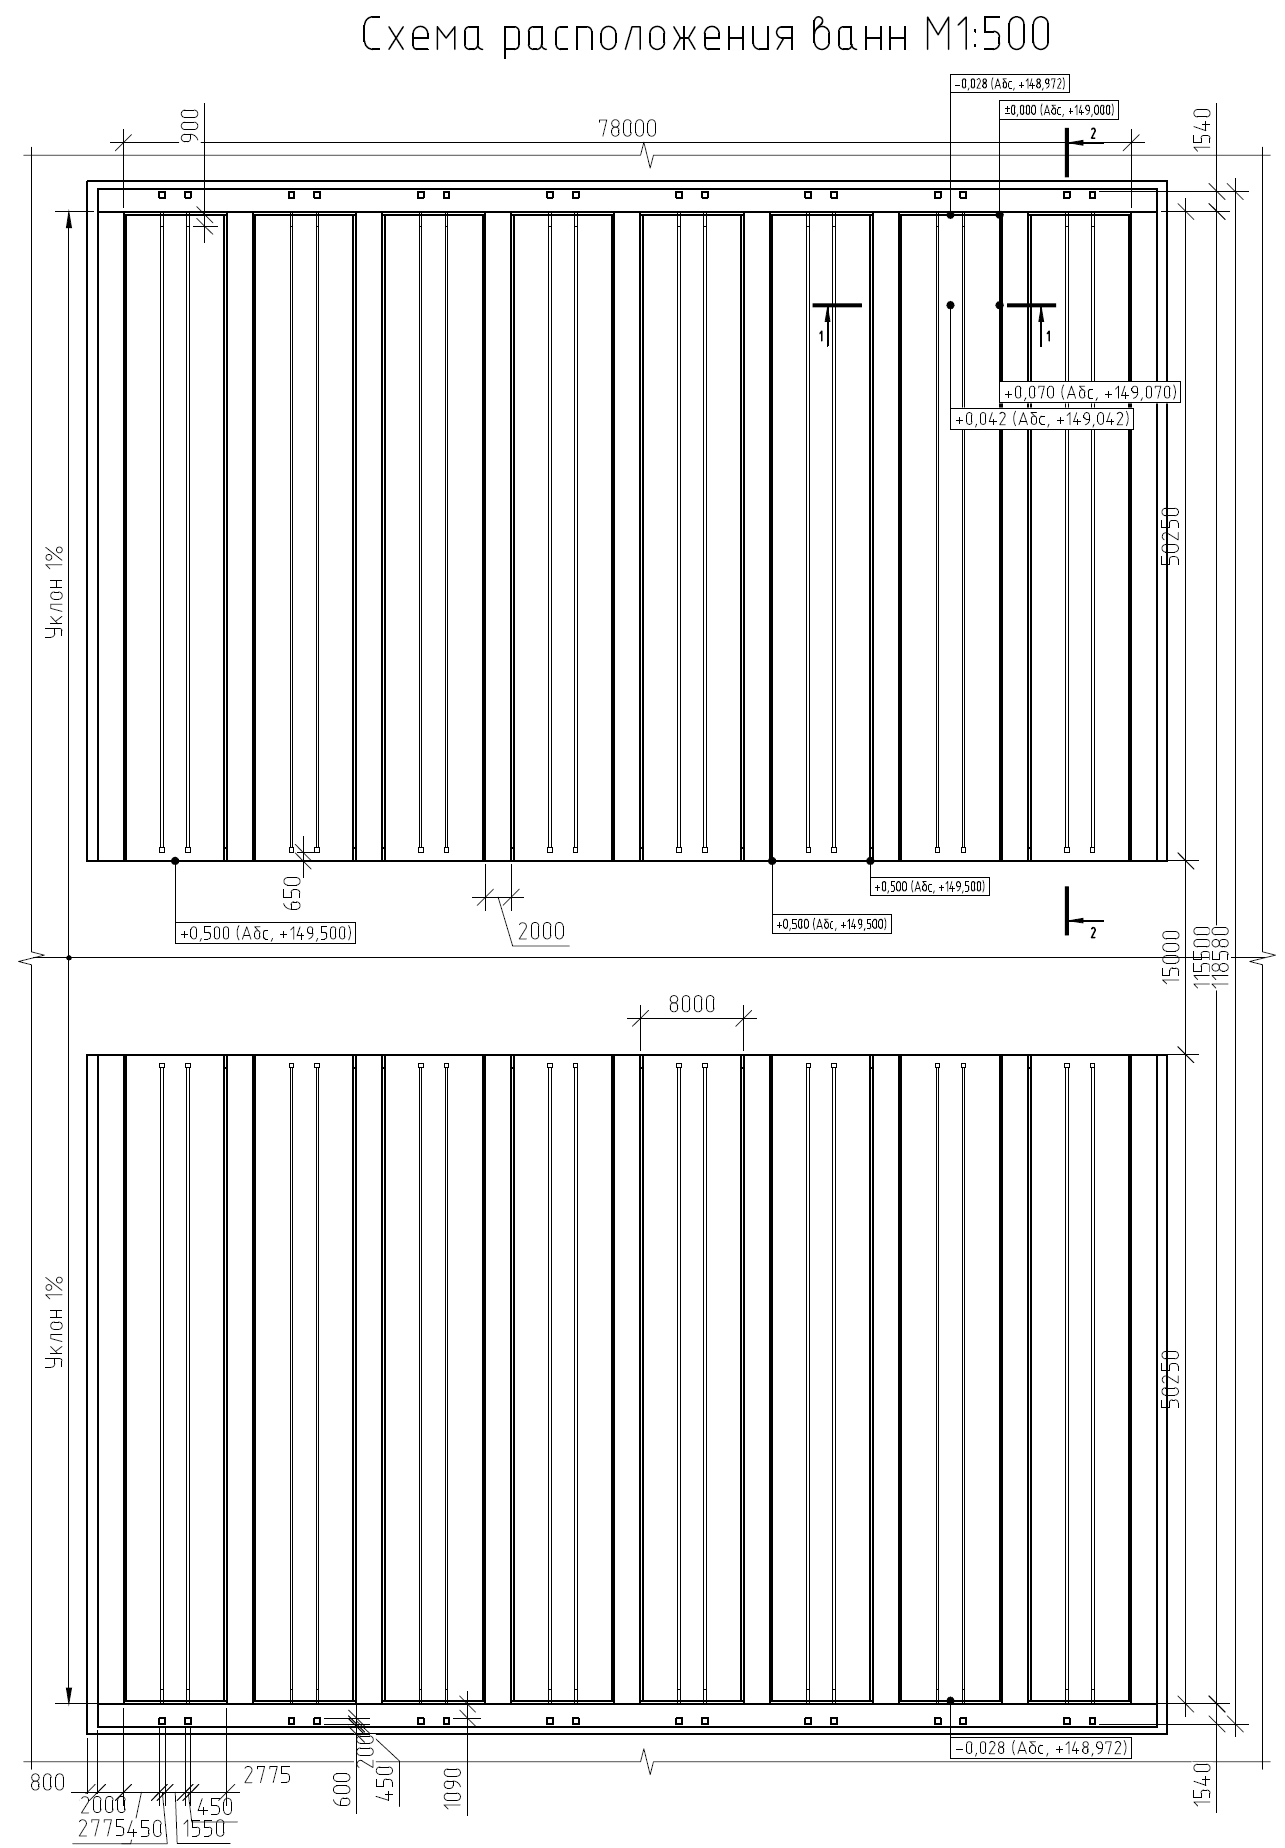 Схема расположения ванн М1:500
-0,028 (Абс, +148,972)
±0,000 (Абс, +149,000)
900
78000
2
1540
1
1
+0,070 (Абс, +149,070)
+0,042 (Абс, +149,042)
50250
Уклон 1%
650
+0,500 (Абс, +149,500)
+0,500 (Абс, +149,500)
+0,500 (Абс, +149,500)
2000
2
15000
115500
118580
8000
Уклон 1%
50250
-0,028 (Абс, +148,972)
800
2000
2775
450
1550
450
2775
600
200
450
1090
1540